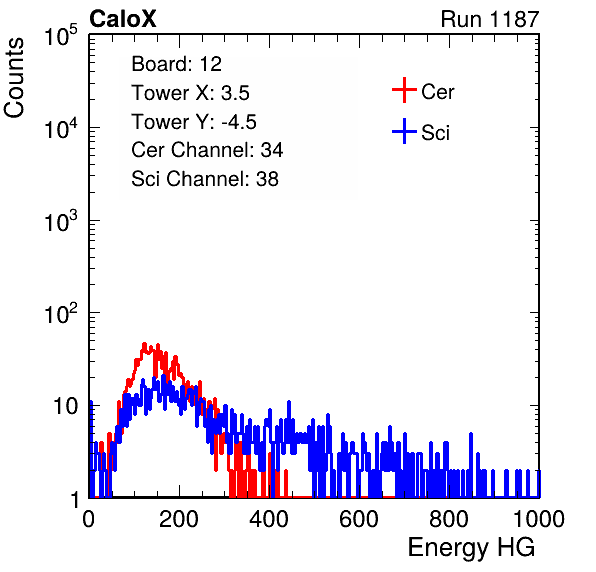 CaloX
Run 1187
Counts
Board: 12
Tower X: 3.5
Tower Y: -4.5
Cer Channel: 34
Sci Channel: 38
Cer
Sci
10^5
10^4
10^3
10^2
10
1
0 200 400 600 800 1000
Energy HG